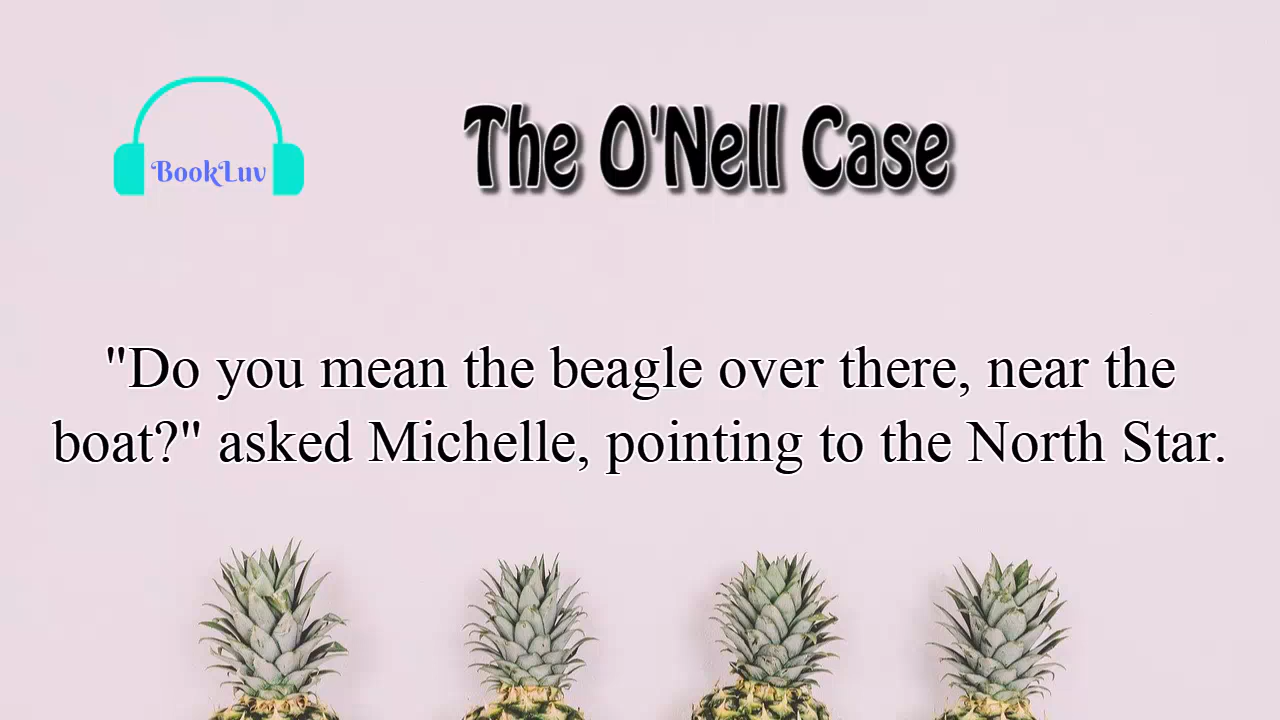 BookLuv
The O'Nell Case
"Do you mean the beagle over there, near the
boat?" asked Michelle, pointing to the North Star.